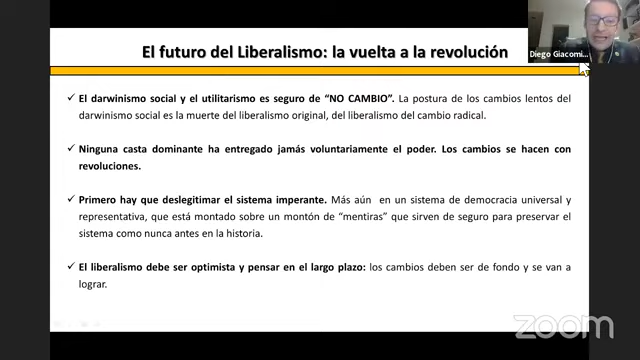 Diego Giacomi...
El futuro del Liberalismo: la vuelta a la revolución
✓ El darwinismo social y el utilitarismo es seguro de “NO CAMBIO”. La postura de los cambios lentos del
darwinismo social es la muerte del liberalismo original, del liberalismo del cambio radical.
✓ Ninguna casta dominante ha entregado jamás voluntariamente el poder. Los cambios se hacen con
revoluciones.
✓ Primero hay que deslegitimar el sistema imperante. Más aún en un sistema de democracia universal y
representativa, que está montado sobre un montón de “mentiras” que sirven de seguro para preservar el
sistema como nunca antes en la historia.
✓ El liberalismo debe ser optimista y pensar en el largo plazo: los cambios deben ser de fondo y se van a
lograr.
zoom